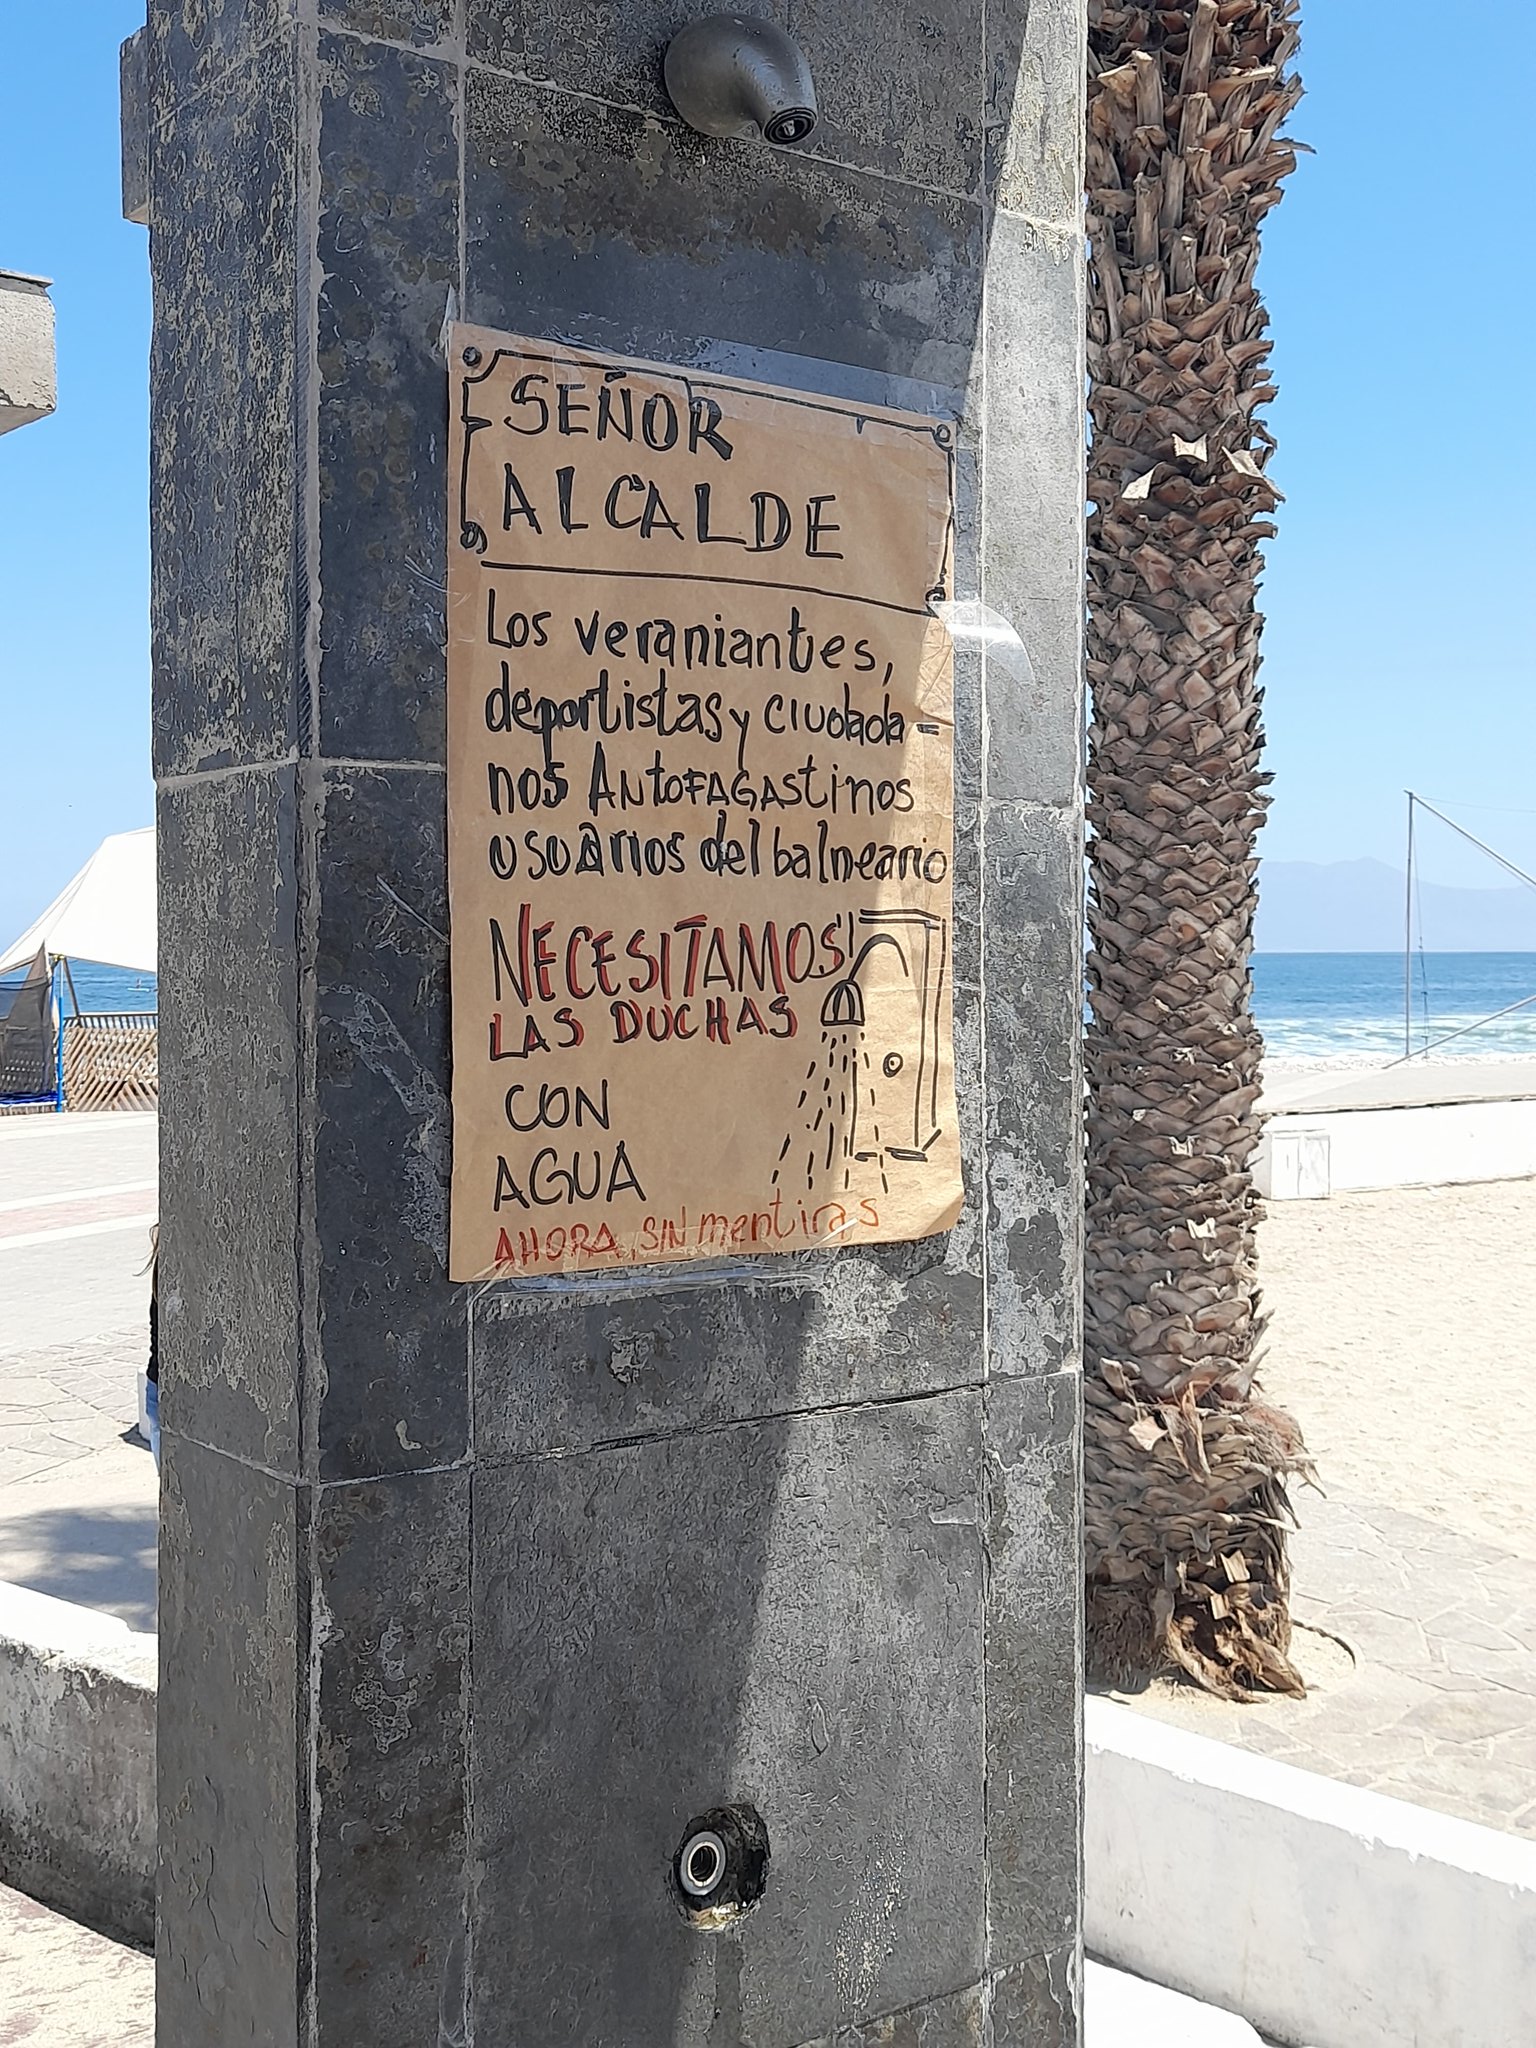 SEÑOR
ALCALDE
Los veraniantes,
deportistas y ciudada-
nos ANtOFAGAStinos
usuarios del balneario
NECESITAMOS
LAS DUCHAS
CON
AGUA
AHORA, SIN mentiras